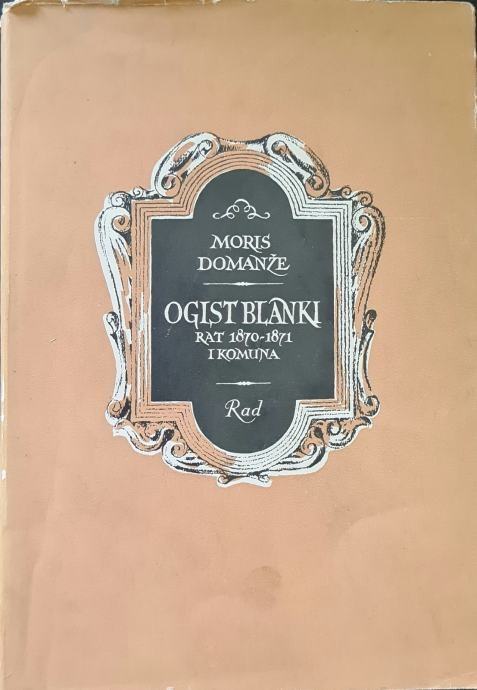 MORIS
DOMANŽE
OGIST BLANKI
RAT 1870-1871
I KOMUNA
Rad